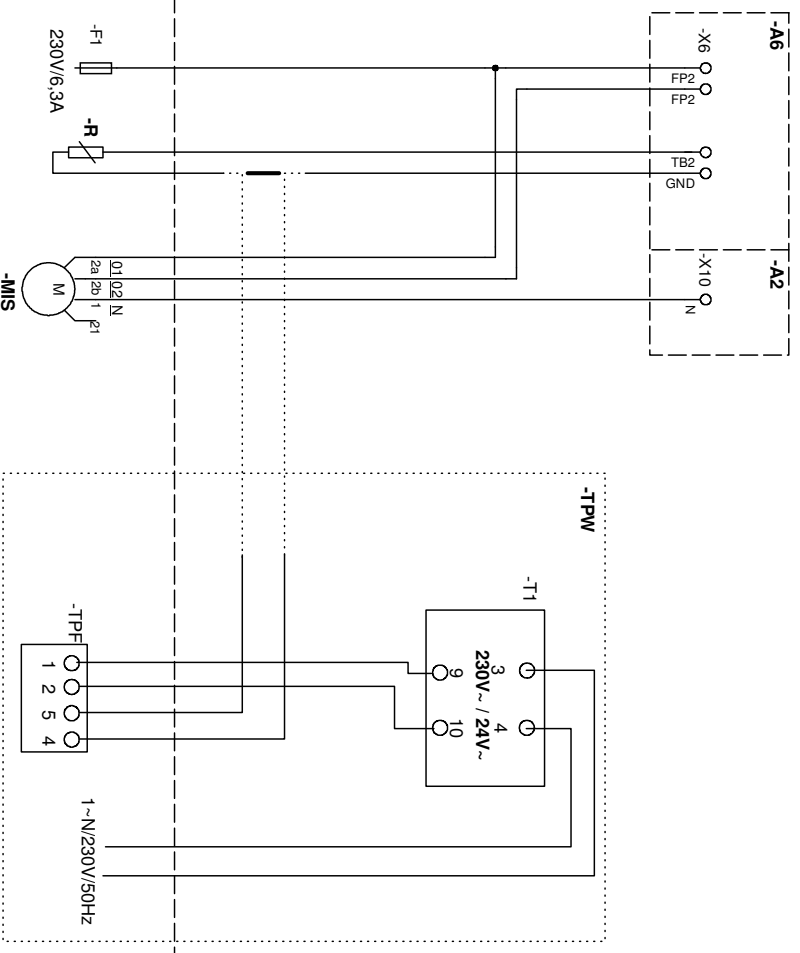 -A6
-A2
-X6
FP2
FP2
TB2
GND
-X10
N
-TPW
-T1
3 4
230V~ / 24V~
9 10
-F1
230V/6,3A
-R
01 02 N
2a 2b 1 21
M
-MIS
-TPF
1 2 5 4
1~N/230V/50Hz